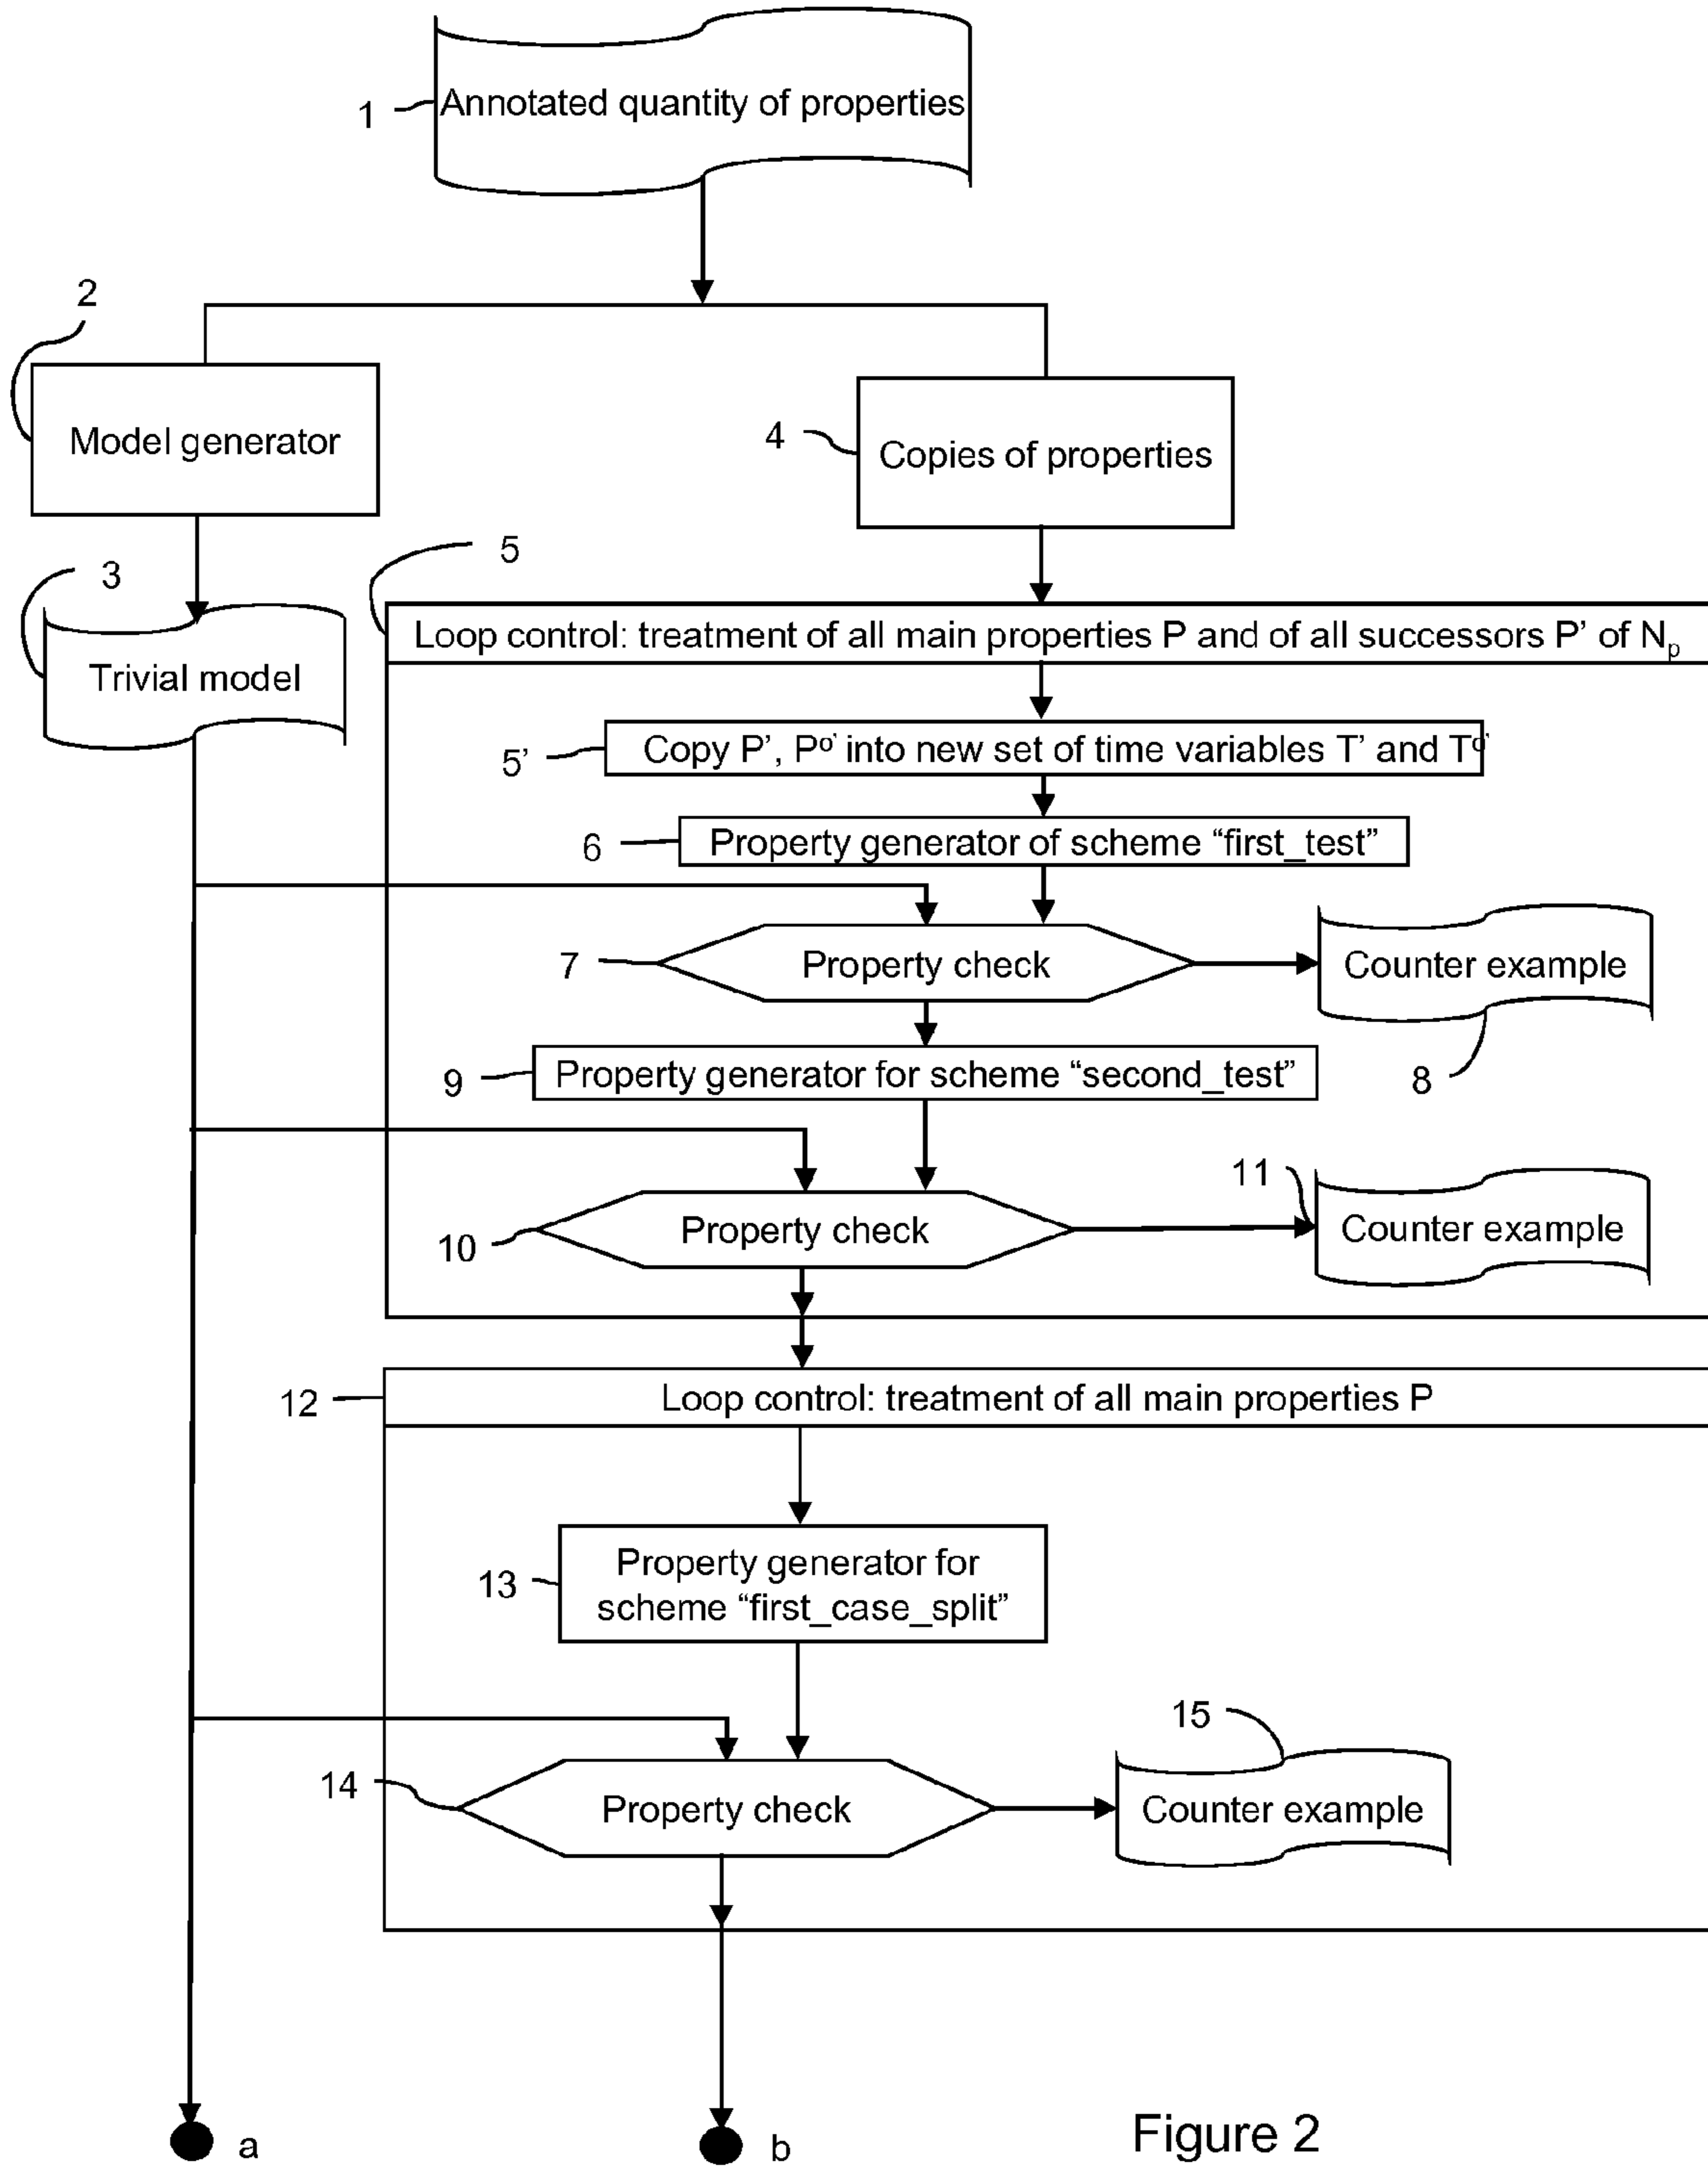 Annotated quantity of properties
1
2
Model generator
4
Copies of properties
5
3
Loop control: treatment of all main properties P and of all successors P’ of Np
Trivial model
5’
Copy P’, Po’ into new set of time variables T’ and To’
6
Property generator of scheme “first_test”
7
Property check
Counter example
8
9
Property generator for scheme “second_test”
11
10
Property check
Counter example
12
Loop control: treatment of all main properties P
13
Property generator for
scheme “first_case_split”
15
14
Property check
Counter example
a
b
Figure 2